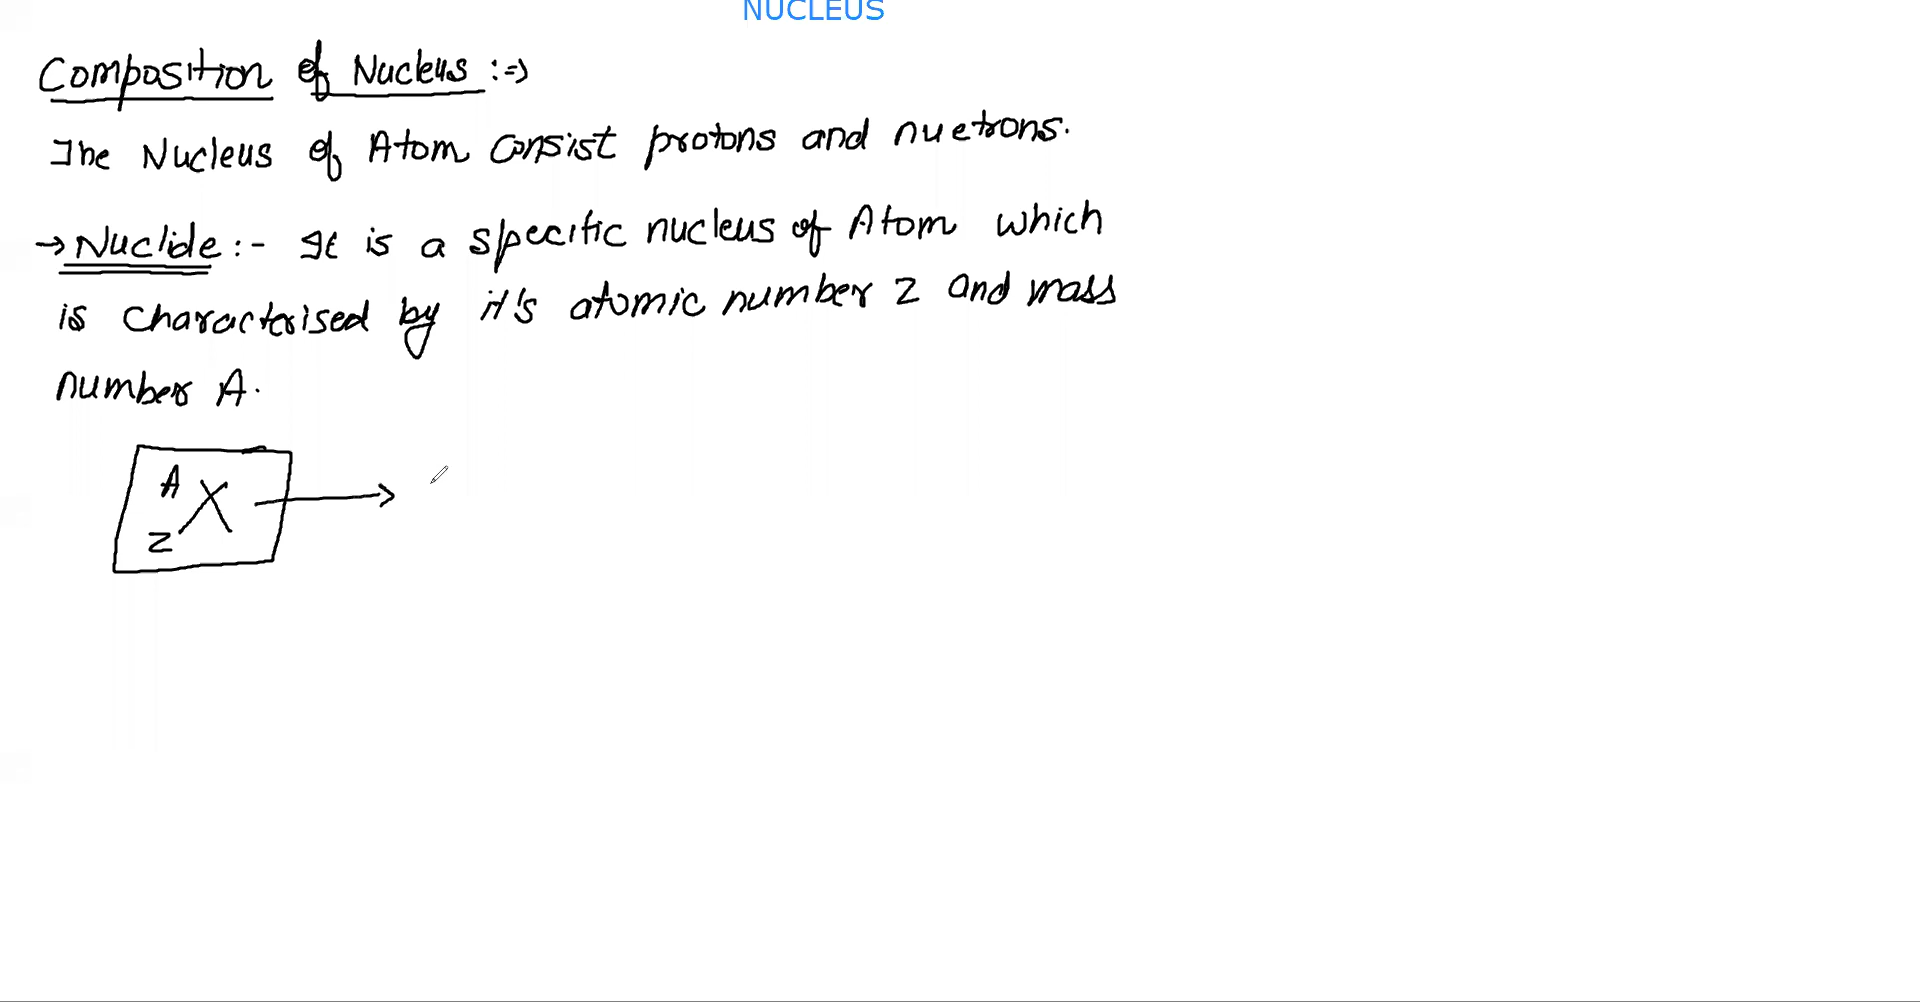 NUCLEUS
Composition of Nucleus :⇒
The Nucleus of Atom consist protons and nuetrons.
→ Nuclide :- It is a specific nucleus of Atom which
is characterised by it's atomic number Z and mass
number A.
A
X →
Z